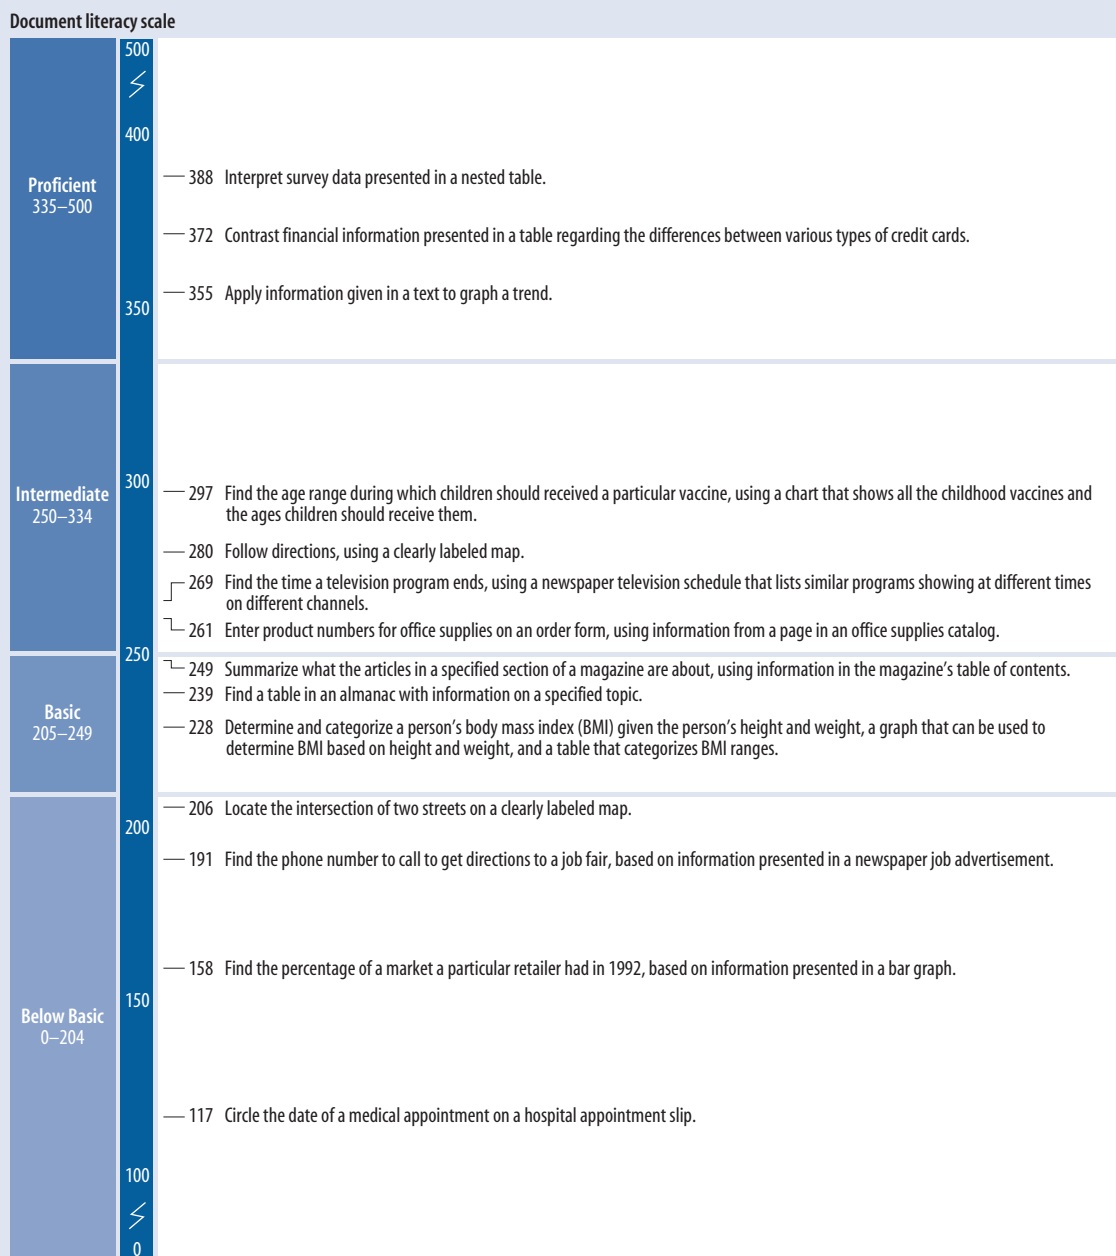 Document literacy scale
500
400
Proficient
335–500
388 Interpret survey data presented in a nested table.
372 Contrast financial information presented in a table regarding the differences between various types of credit cards.
355 Apply information given in a text to graph a trend.
350
300
Intermediate
250–334
297 Find the age range during which children should received a particular vaccine, using a chart that shows all the childhood vaccines and
the ages children should receive them.
280 Follow directions, using a clearly labeled map.
269 Find the time a television program ends, using a newspaper television schedule that lists similar programs showing at different times
on different channels.
261 Enter product numbers for office supplies on an order form, using information from a page in an office supplies catalog.
250
249 Summarize what the articles in a specified section of a magazine are about, using information in the magazine’s table of contents.
239 Find a table in an almanac with information on a specified topic.
Basic
205–249
228 Determine and categorize a person’s body mass index (BMI) given the person’s height and weight, a graph that can be used to
determine BMI based on height and weight, and a table that categorizes BMI ranges.
206 Locate the intersection of two streets on a clearly labeled map.
200
191 Find the phone number to call to get directions to a job fair, based on information presented in a newspaper job advertisement.
158 Find the percentage of a market a particular retailer had in 1992, based on information presented in a bar graph.
150
Below Basic
0–204
117 Circle the date of a medical appointment on a hospital appointment slip.
100
0